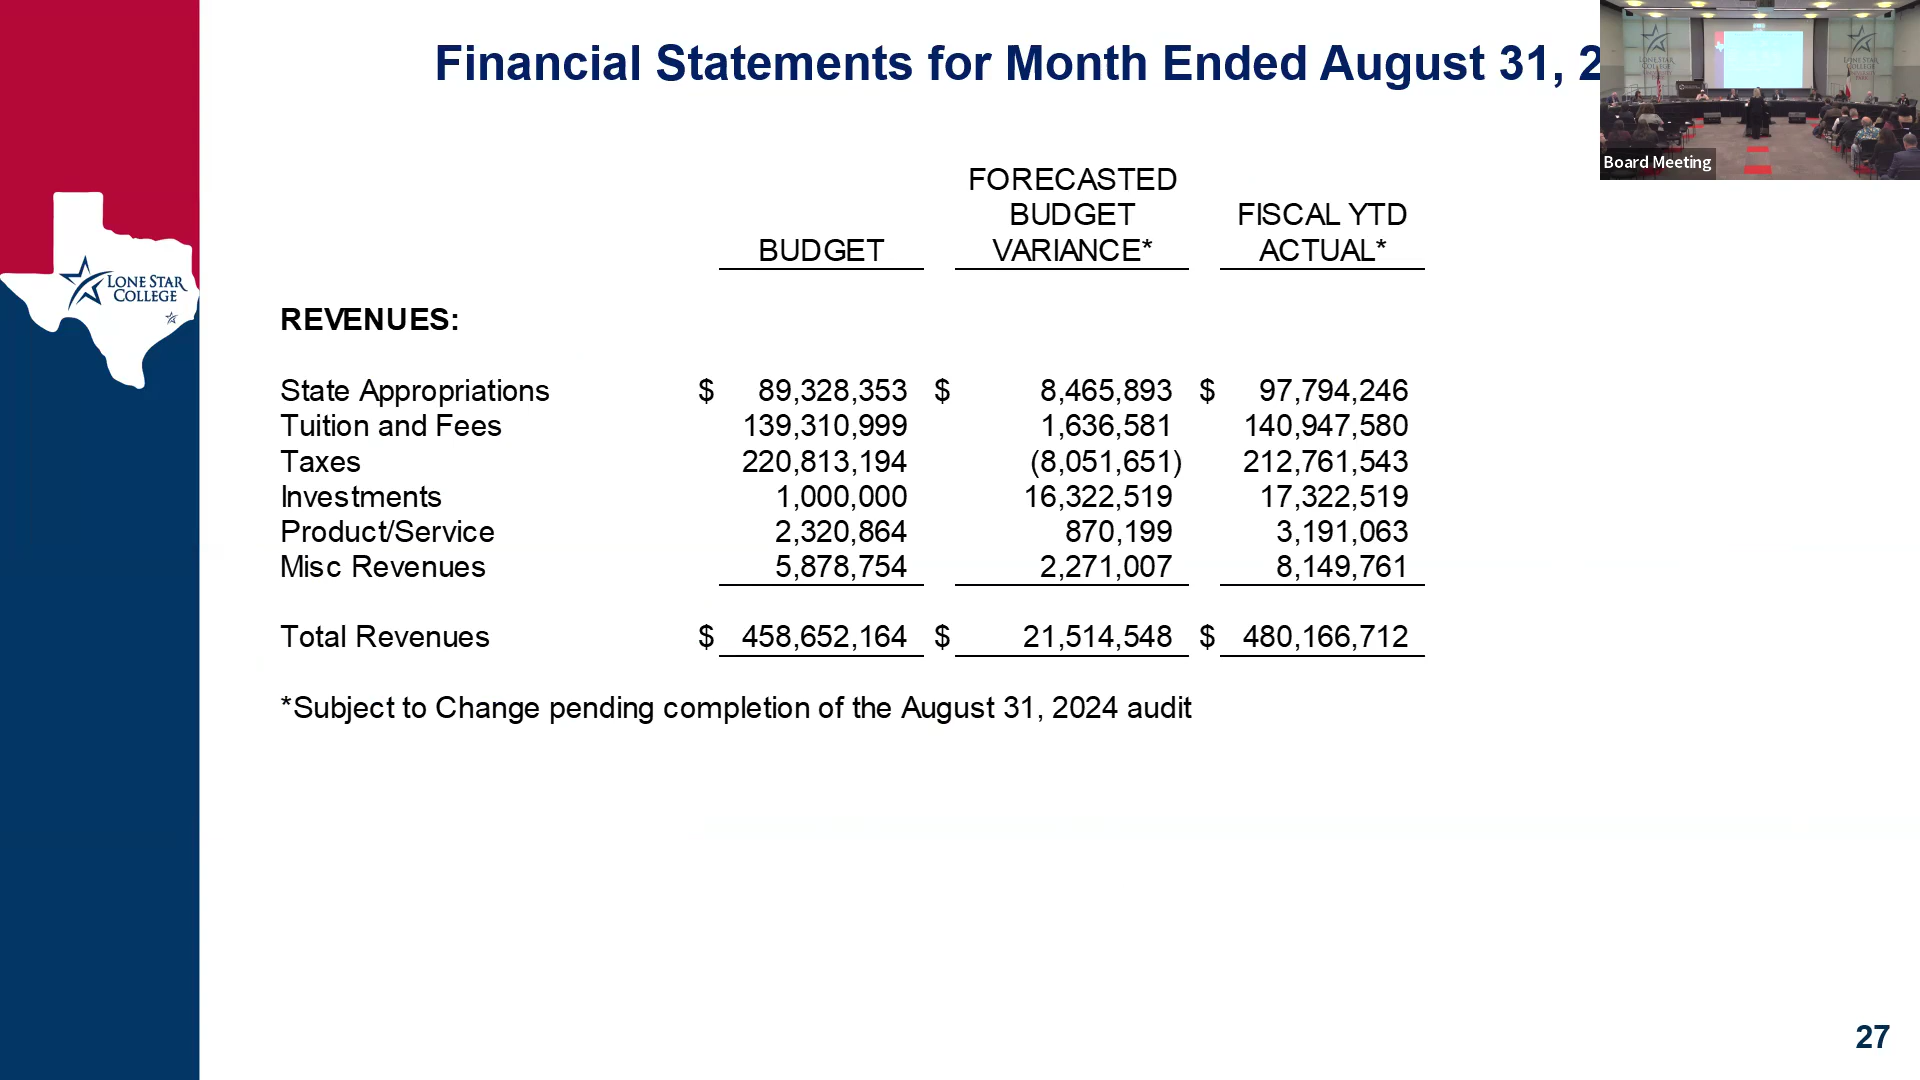 Financial Statements for Month Ended August 31, 2
Board Meeting
LONE STAR
COLLEGE
FORECASTED
BUDGET FISCAL YTD
BUDGET VARIANCE* ACTUAL*
REVENUES:
State Appropriations $ 89,328,353 $ 8,465,893 $ 97,794,246
Tuition and Fees 139,310,999 1,636,581 140,947,580
Taxes 220,813,194 (8,051,651) 212,761,543
Investments 1,000,000 16,322,519 17,322,519
Product/Service 2,320,864 870,199 3,191,063
Misc Revenues 5,878,754 2,271,007 8,149,761
Total Revenues $ 458,652,164 $ 21,514,548 $ 480,166,712
*Subject to Change pending completion of the August 31, 2024 audit
27